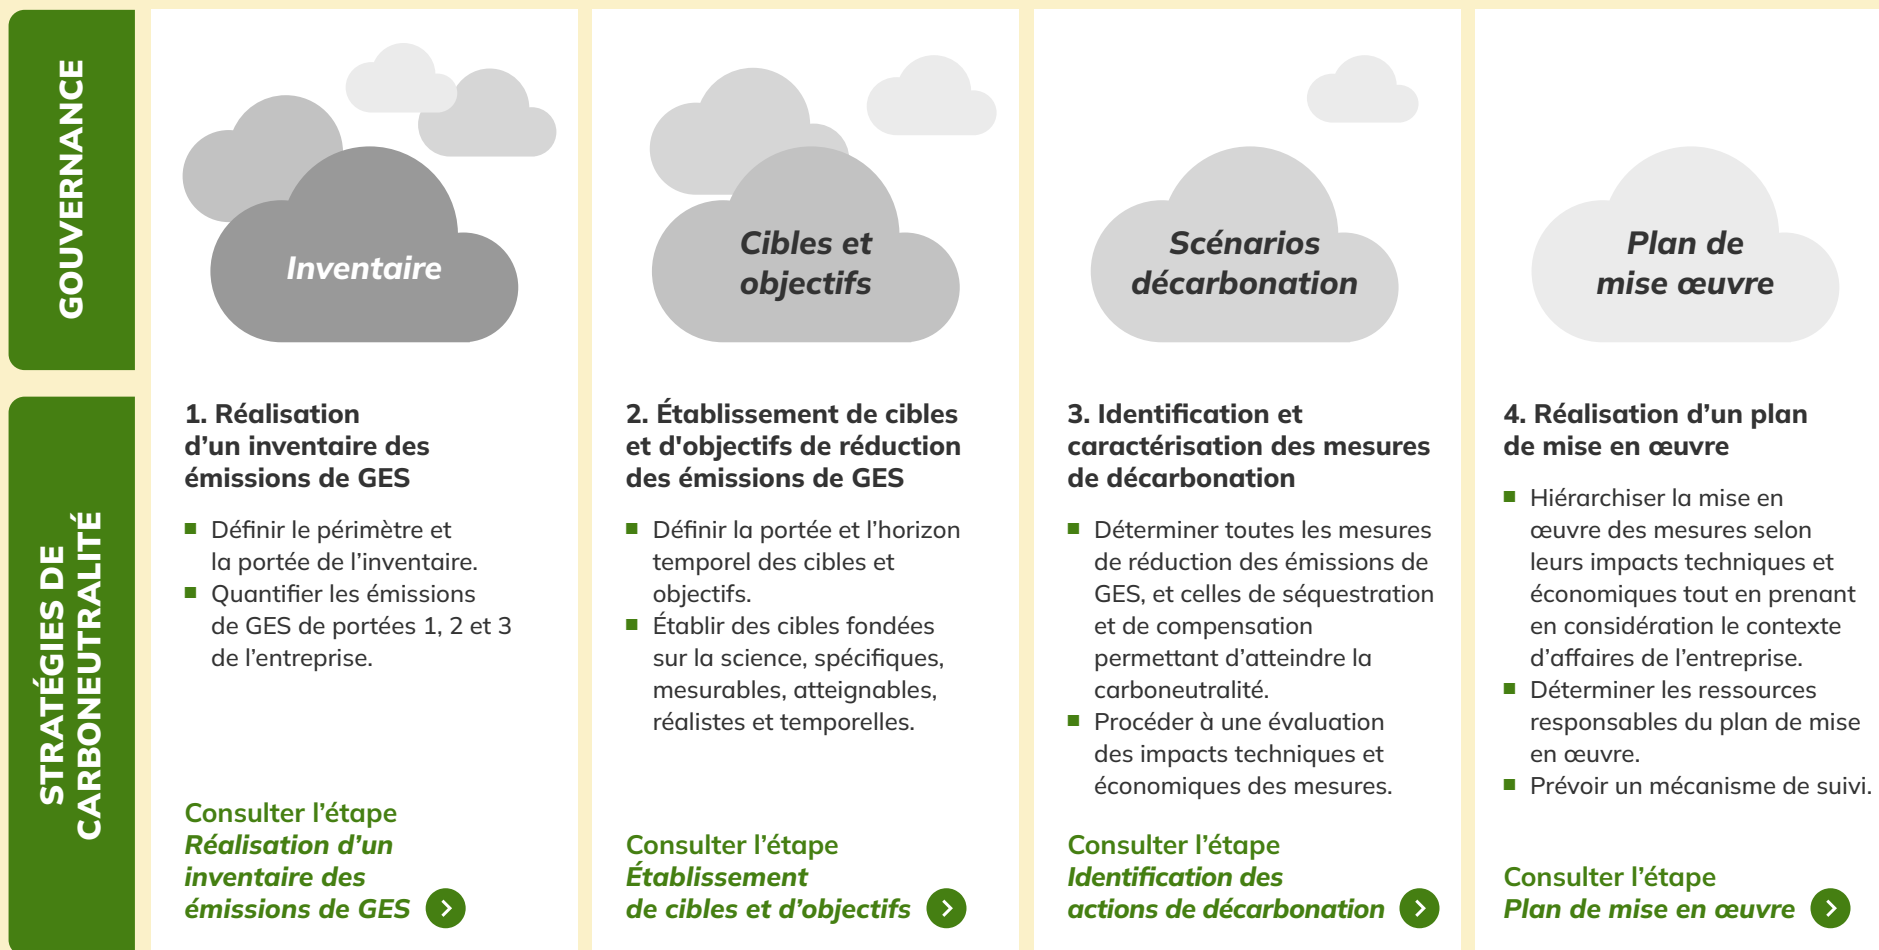 GOUVERNANCE
STRATÉGIES DE
CARBONEUTRALITÉ
Inventaire
1. Réalisation
d’un inventaire des
émissions de GES
Définir le périmètre et
la portée de l’inventaire.
Quantifier les émissions
de GES de portées 1, 2 et 3
de l’entreprise.
Consulter l’étape
Réalisation d’un
inventaire des
émissions de GES
Cibles et
objectifs
2. Établissement de cibles
et d'objectifs de réduction
des émissions de GES
Définir la portée et l’horizon
temporel des cibles et
objectifs.
Établir des cibles fondées
sur la science, spécifiques,
mesurables, atteignables,
réalistes et temporelles.
Consulter l’étape
Établissement
de cibles et d’objectifs
Scénarios
décarbonation
3. Identification et
caractérisation des mesures
de décarbonation
Déterminer toutes les mesures
de réduction des émissions de
GES, et celles de séquestration
et de compensation
permettant d’atteindre la
carboneutralité.
Procéder à une évaluation
des impacts techniques et
économiques des mesures.
Consulter l’étape
Identification des
actions de décarbonation
Plan de
mise œuvre
4. Réalisation d’un plan
de mise en œuvre
Hiérarchiser la mise en
œuvre des mesures selon
leurs impacts techniques et
économiques tout en prenant
en considération le contexte
d’affaires de l’entreprise.
Déterminer les ressources
responsables du plan de mise
en œuvre.
Prévoir un mécanisme de suivi.
Consulter l’étape
Plan de mise en œuvre